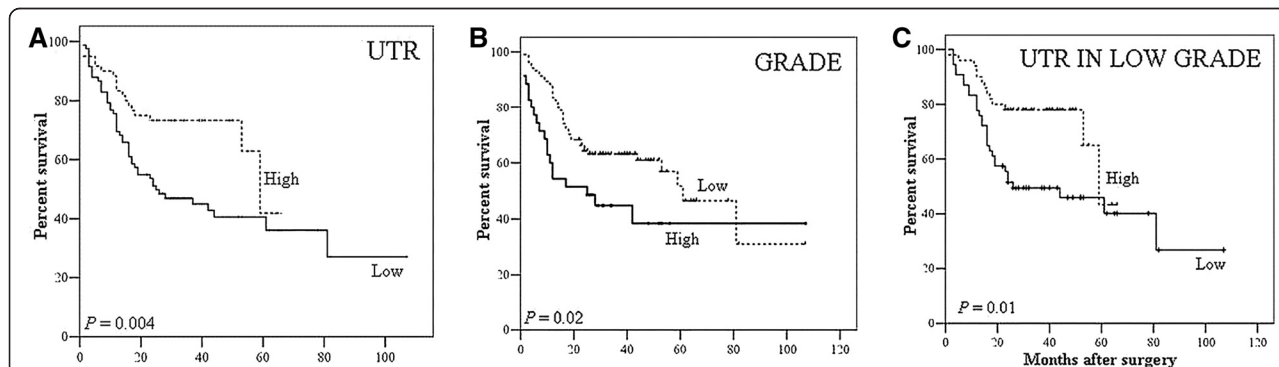 A
UTR
Percent survival
100
80
60
40
20
0
High
Low
P = 0.004
0 20 40 60 80 100
B
GRADE
Percent survival
100
80
60
40
20
0
Low
High
P = 0.02
0 20 40 60 80 100 120
C
UTR IN LOW GRADE
Percent survival
100
80
60
40
20
0
High
Low
P = 0.01
0 20 40 60 80 100 120
Months after surgery